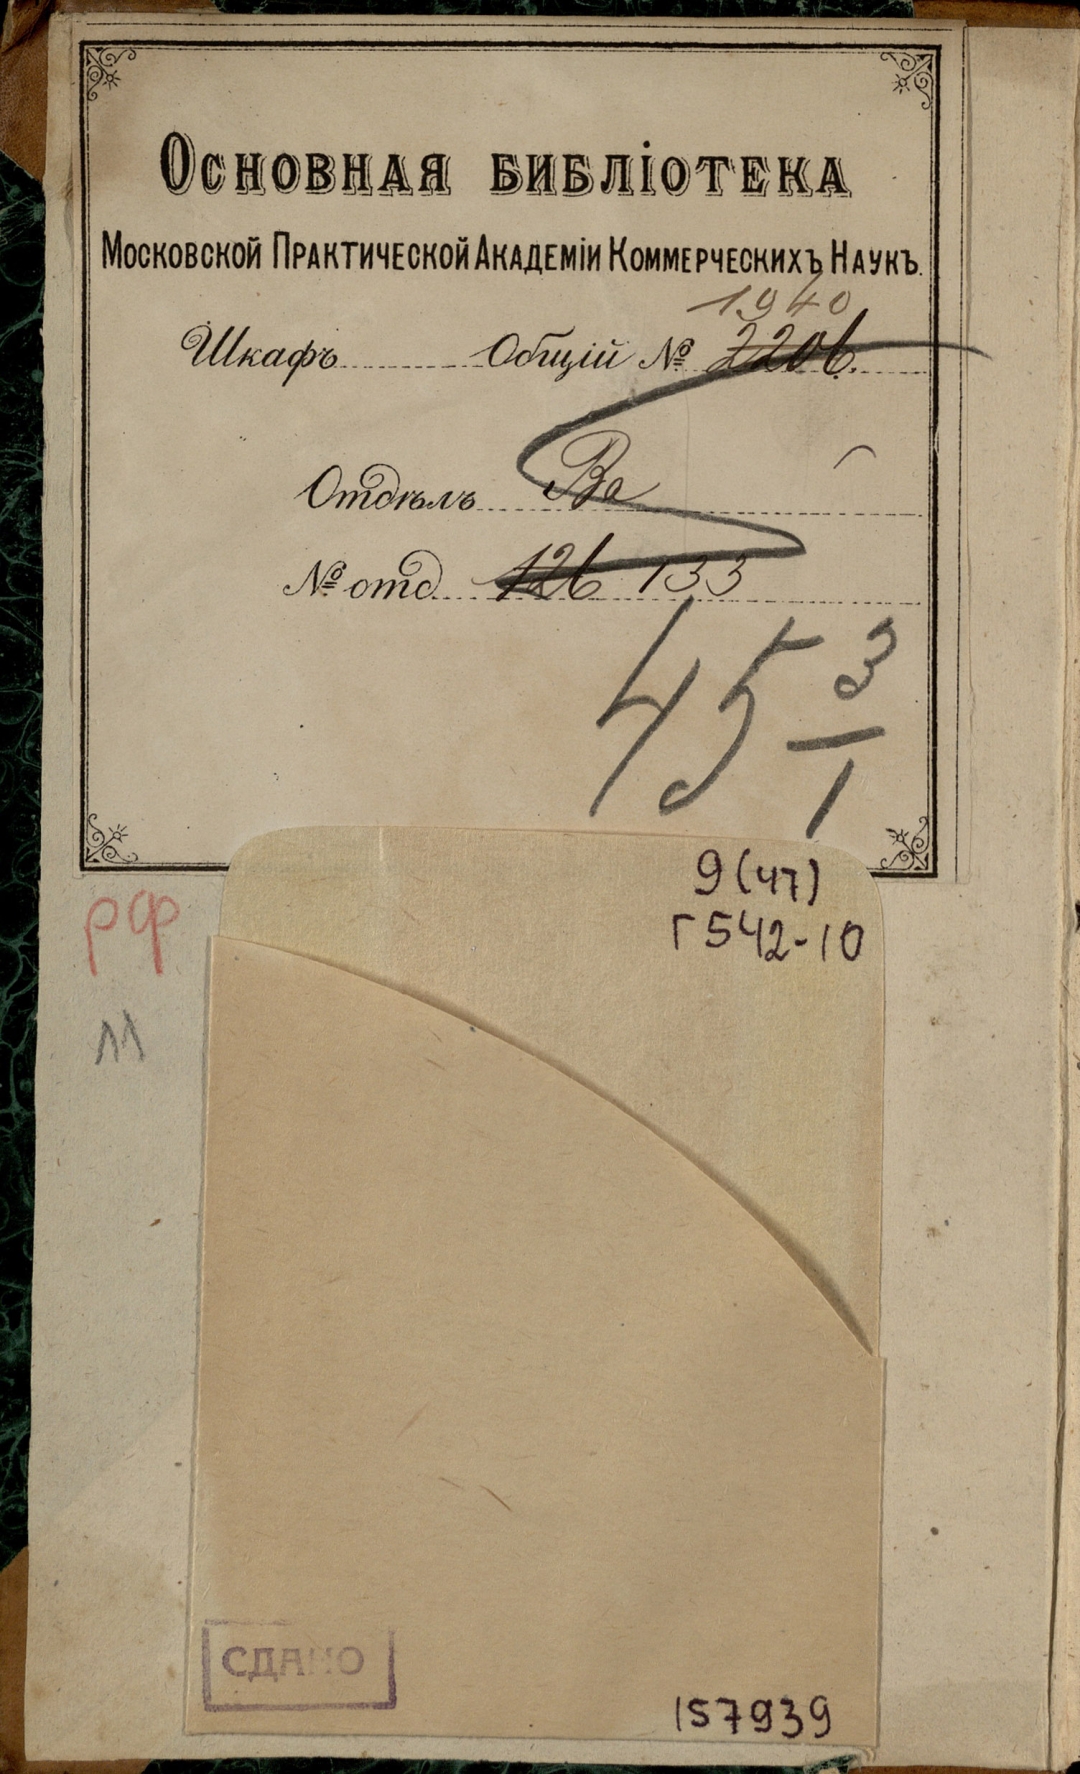 Основная библіотека
Московской Практической Академіи Коммерческихъ Наукъ.
1940
Шкафъ Общій № 2206.
Отдѣлъ Ва
№ отд. 126 133
45 3/1
9(47)
Г542-10
рф
м
СДАНО
157939